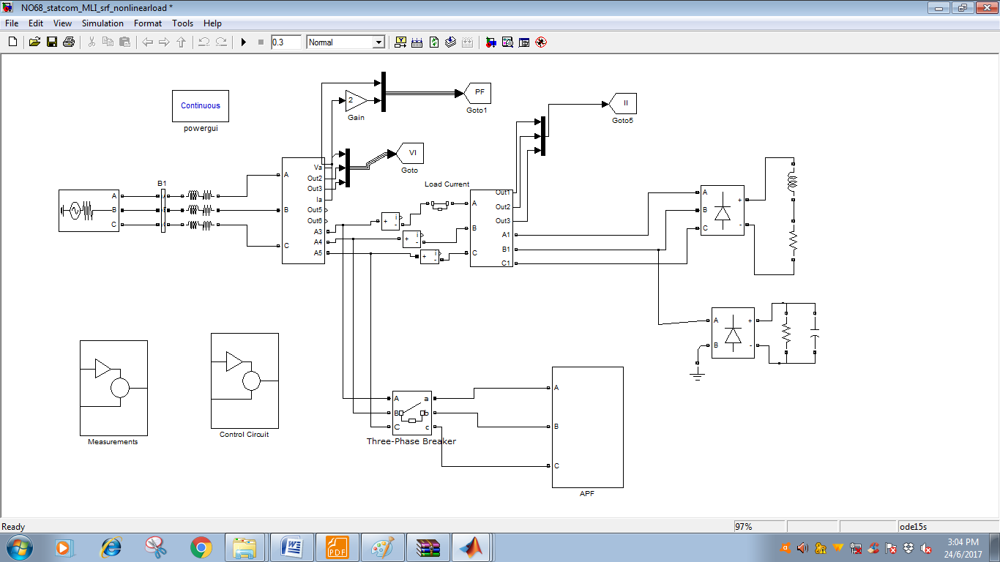 NO68_statcom_MLI_srf_nonlinearload *
File Edit View Simulation Format Tools Help
0.3 Normal
Continuous
powergui
2
Gain
PF
Goto1
VI
Goto
II
Goto5
A
B
C
B1
A
B
C
Va
Out2
Out3
Ia
Out5
Out6
A3
A4
A5
+ i -
+ i -
+ i -
Load Current
A
B
C
Out1
Out2
Out3
A1
B1
C1
A
B
C
+
-
A
B
+
-
Measurements
Control Circuit
A a
B b
C c
Three-Phase Breaker
A
B
C
APF
Ready 97% ode15s
PDF
3:04 PM
24/6/2017